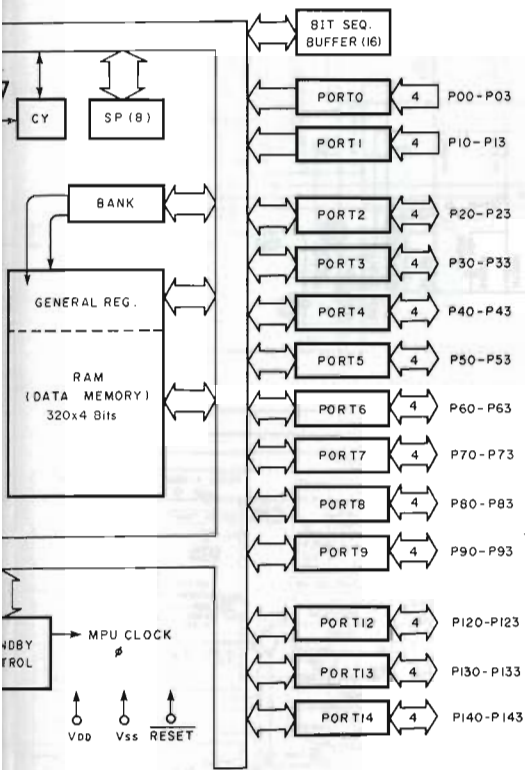 BIT SEQ.
BUFFER (16)
CY
SP (8)
PORT0
4
P00-P03
PORT1
4
P10-P13
BANK
PORT2
4
P20-P23
PORT3
4
P30-P33
GENERAL REG.
PORT4
4
P40-P43
RAM
(DATA MEMORY)
320x4 Bits
PORT5
4
P50-P53
PORT6
4
P60-P63
PORT7
4
P70-P73
PORT8
4
P80-P83
PORT9
4
P90-P93
NDBY
TROL
MPU CLOCK
ø
PORT12
4
P120-P123
PORT13
4
P130-P133
PORT14
4
P140-P143
VDD
VSS
RESET